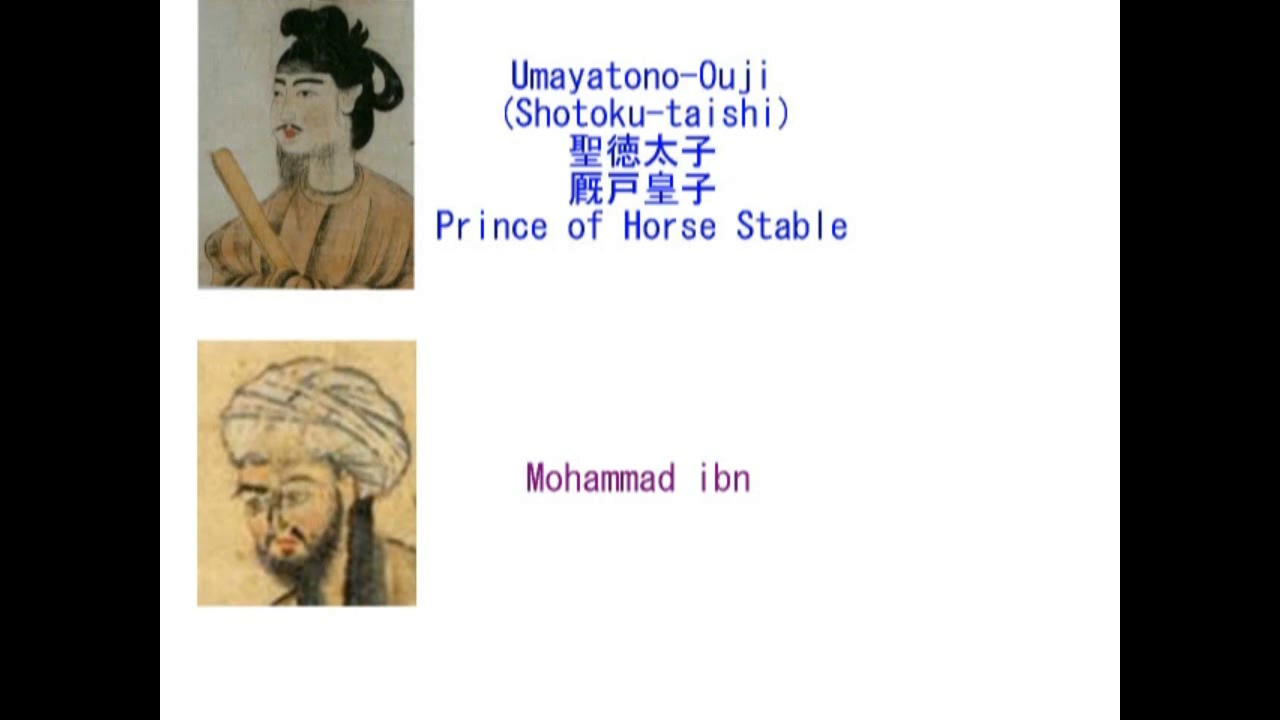 Umayatono-Ouji
(Shotoku-taishi)
聖徳太子
厩戸皇子
Prince of Horse Stable
Mohammad ibn